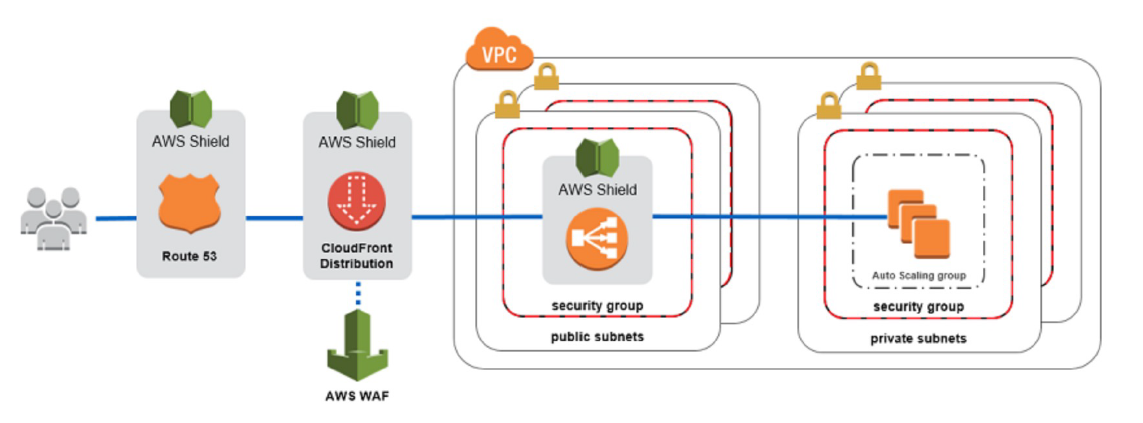 VPC
AWS Shield
Route 53
AWS Shield
CloudFront
Distribution
AWS WAF
AWS Shield
security group
public subnets
Auto Scaling group
security group
private subnets